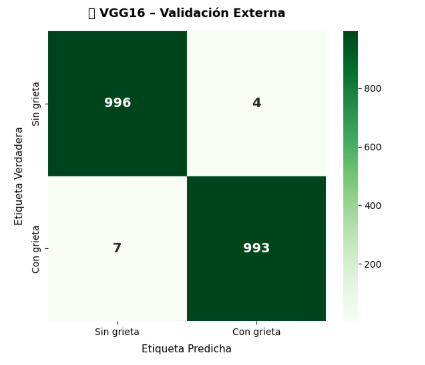 VGG16 – Validación Externa
Etiqueta Verdadera
Sin grieta
996
4
Con grieta
7
993
Sin grieta
Con grieta
Etiqueta Predicha
800
600
400
200